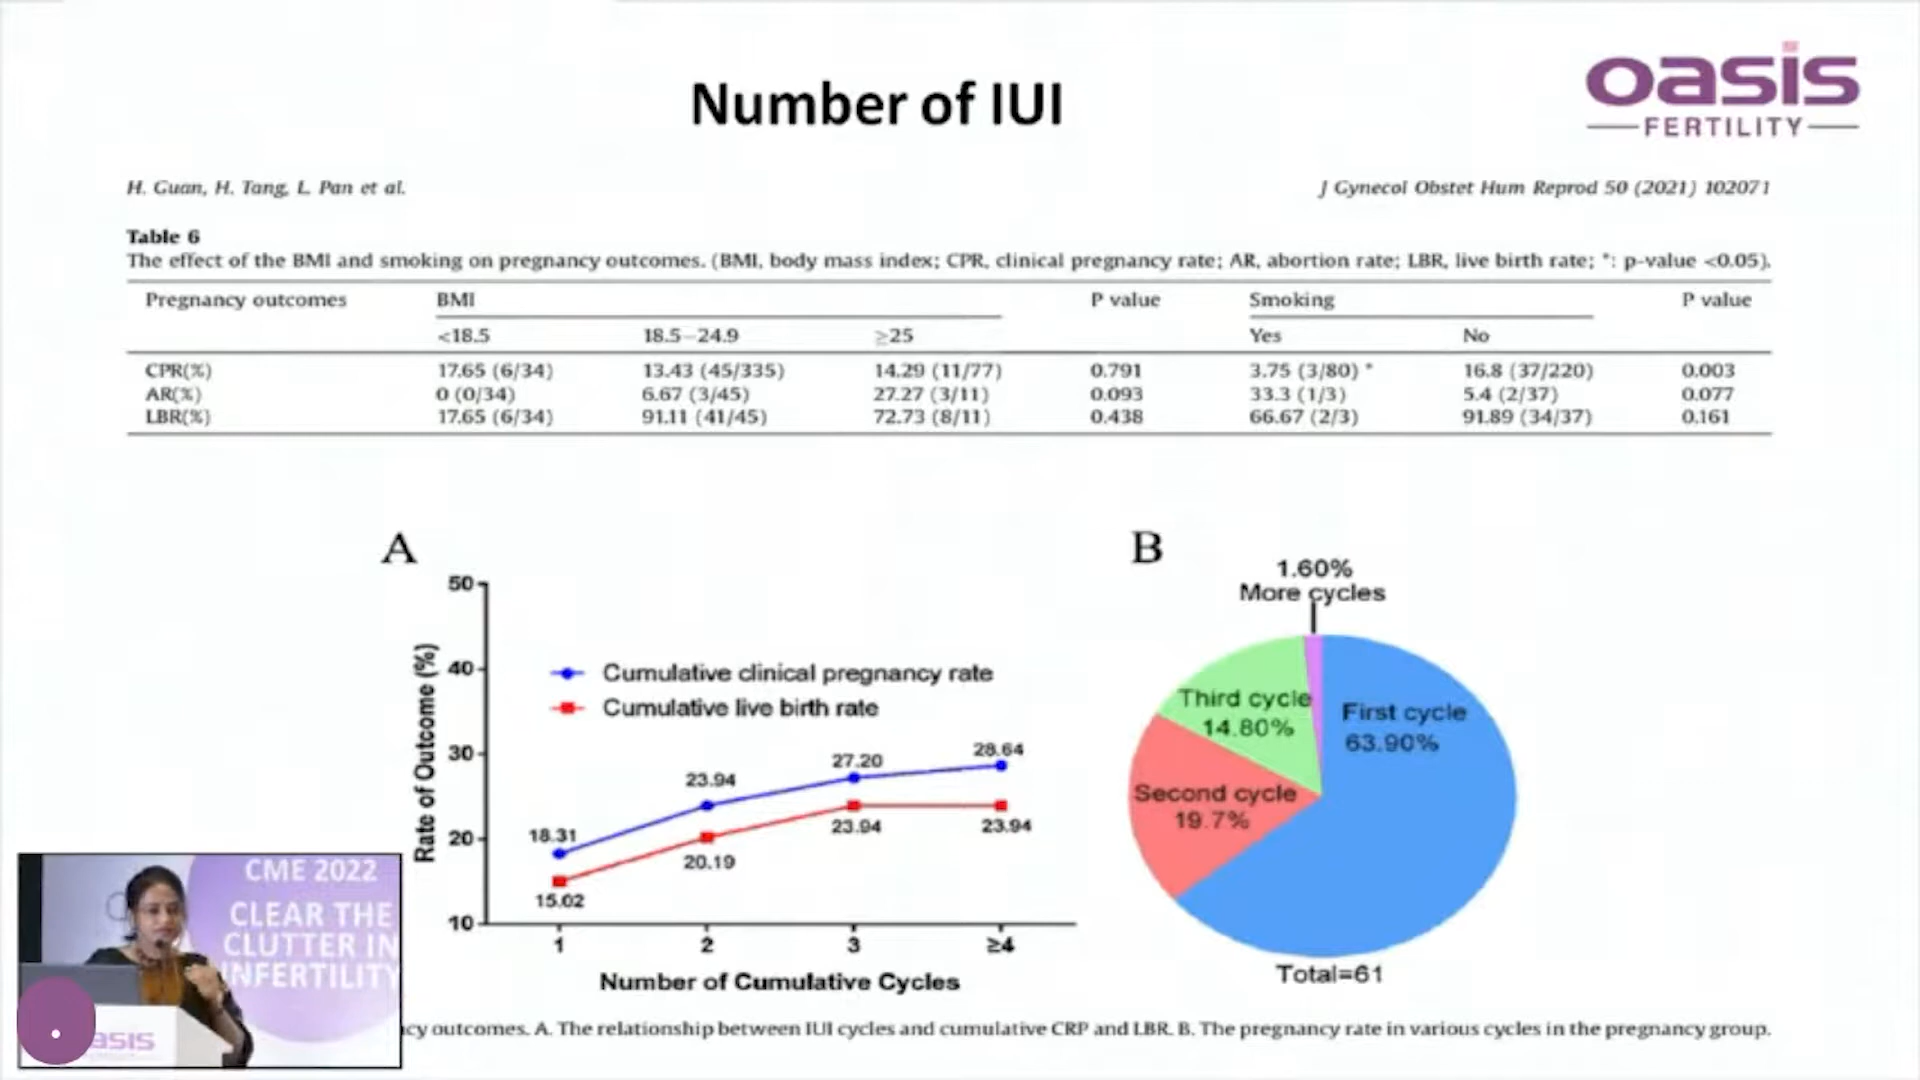 Number of IUI
oasis
FERTILITY
H. Guan, H. Tang, L. Pan et al.
J Gynecol Obstet Hum Reprod 50 (2021) 102071
Table 6
The effect of the BMI and smoking on pregnancy outcomes. (BMI, body mass index; CPR, clinical pregnancy rate; AR, abortion rate; LBR, live birth rate; *: p-value <0.05).
Pregnancy outcomes BMI P value Smoking P value
<18.5 18.5–24.9 ≥25 Yes No
CPR(%) 17.65 (6/34) 13.43 (45/335) 14.29 (11/77) 0.791 3.75 (3/80) * 16.8 (37/220) 0.003
AR(%) 0 (0/34) 6.67 (3/45) 27.27 (3/11) 0.093 33.3 (1/3) 5.4 (2/37) 0.077
LBR(%) 17.65 (6/34) 91.11 (41/45) 72.73 (8/11) 0.438 66.67 (2/3) 91.89 (34/37) 0.161
A
50
40
30
20
10
Rate of Outcome (%)
Cumulative clinical pregnancy rate
Cumulative live birth rate
18.31
23.94
27.20
28.64
15.02
20.19
23.94
23.94
1 2 3 ≥4
Number of Cumulative Cycles
B
1.60%
More cycles
Third cycle
14.80%
First cycle
63.90%
Second cycle
19.7%
Total=61
cy outcomes. A. The relationship between IUI cycles and cumulative CRP and LBR. B. The pregnancy rate in various cycles in the pregnancy group.
CME 2022
CLEAR THE
CLUTTER IN
INFERTILITY
asis